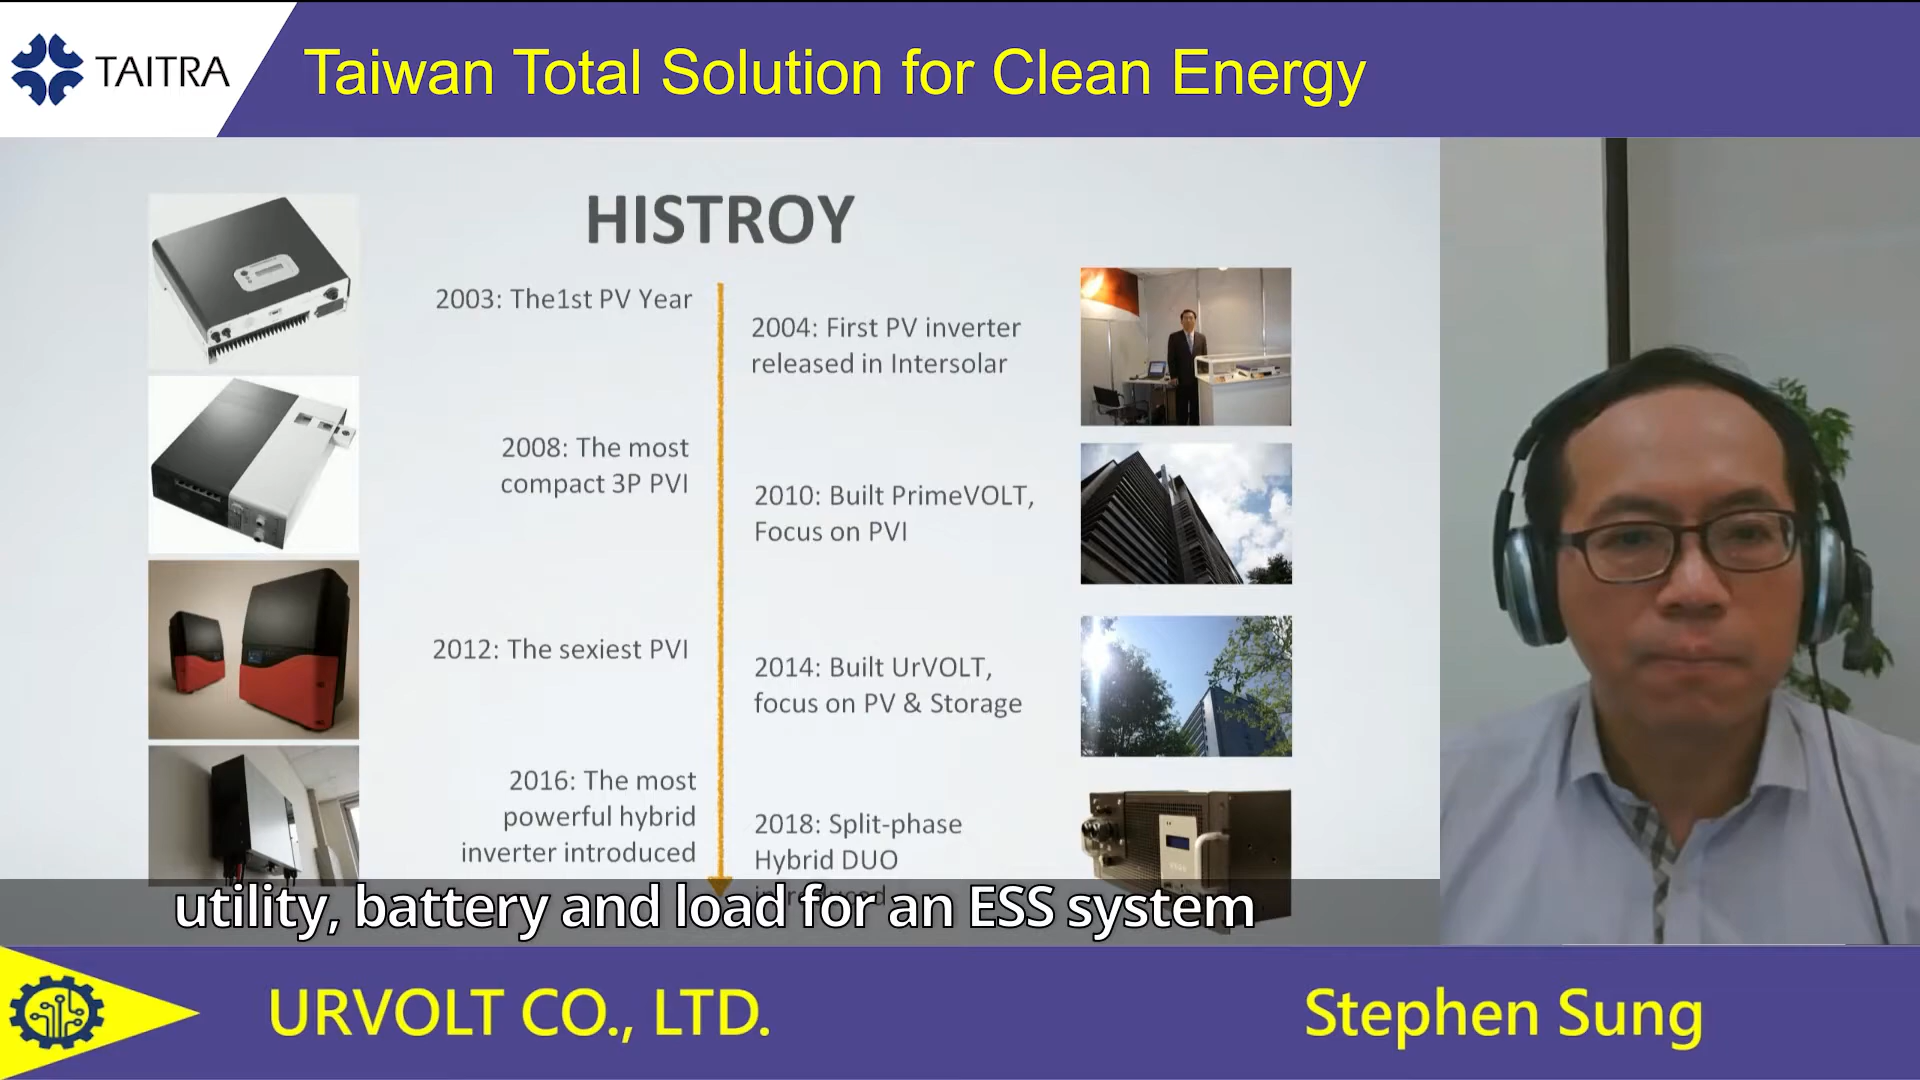 TAITRA
Taiwan Total Solution for Clean Energy
HISTROY
2003: The1st PV Year
2004: First PV inverter
released in Intersolar
2008: The most
compact 3P PVI
2010: Built PrimeVOLT,
Focus on PVI
2012: The sexiest PVI
2014: Built UrVOLT,
focus on PV & Storage
2016: The most
powerful hybrid
inverter introduced
2018: Split-phase
Hybrid DUO
introduced
utility, battery and load for an ESS system
URVOLT CO., LTD.
Stephen Sung